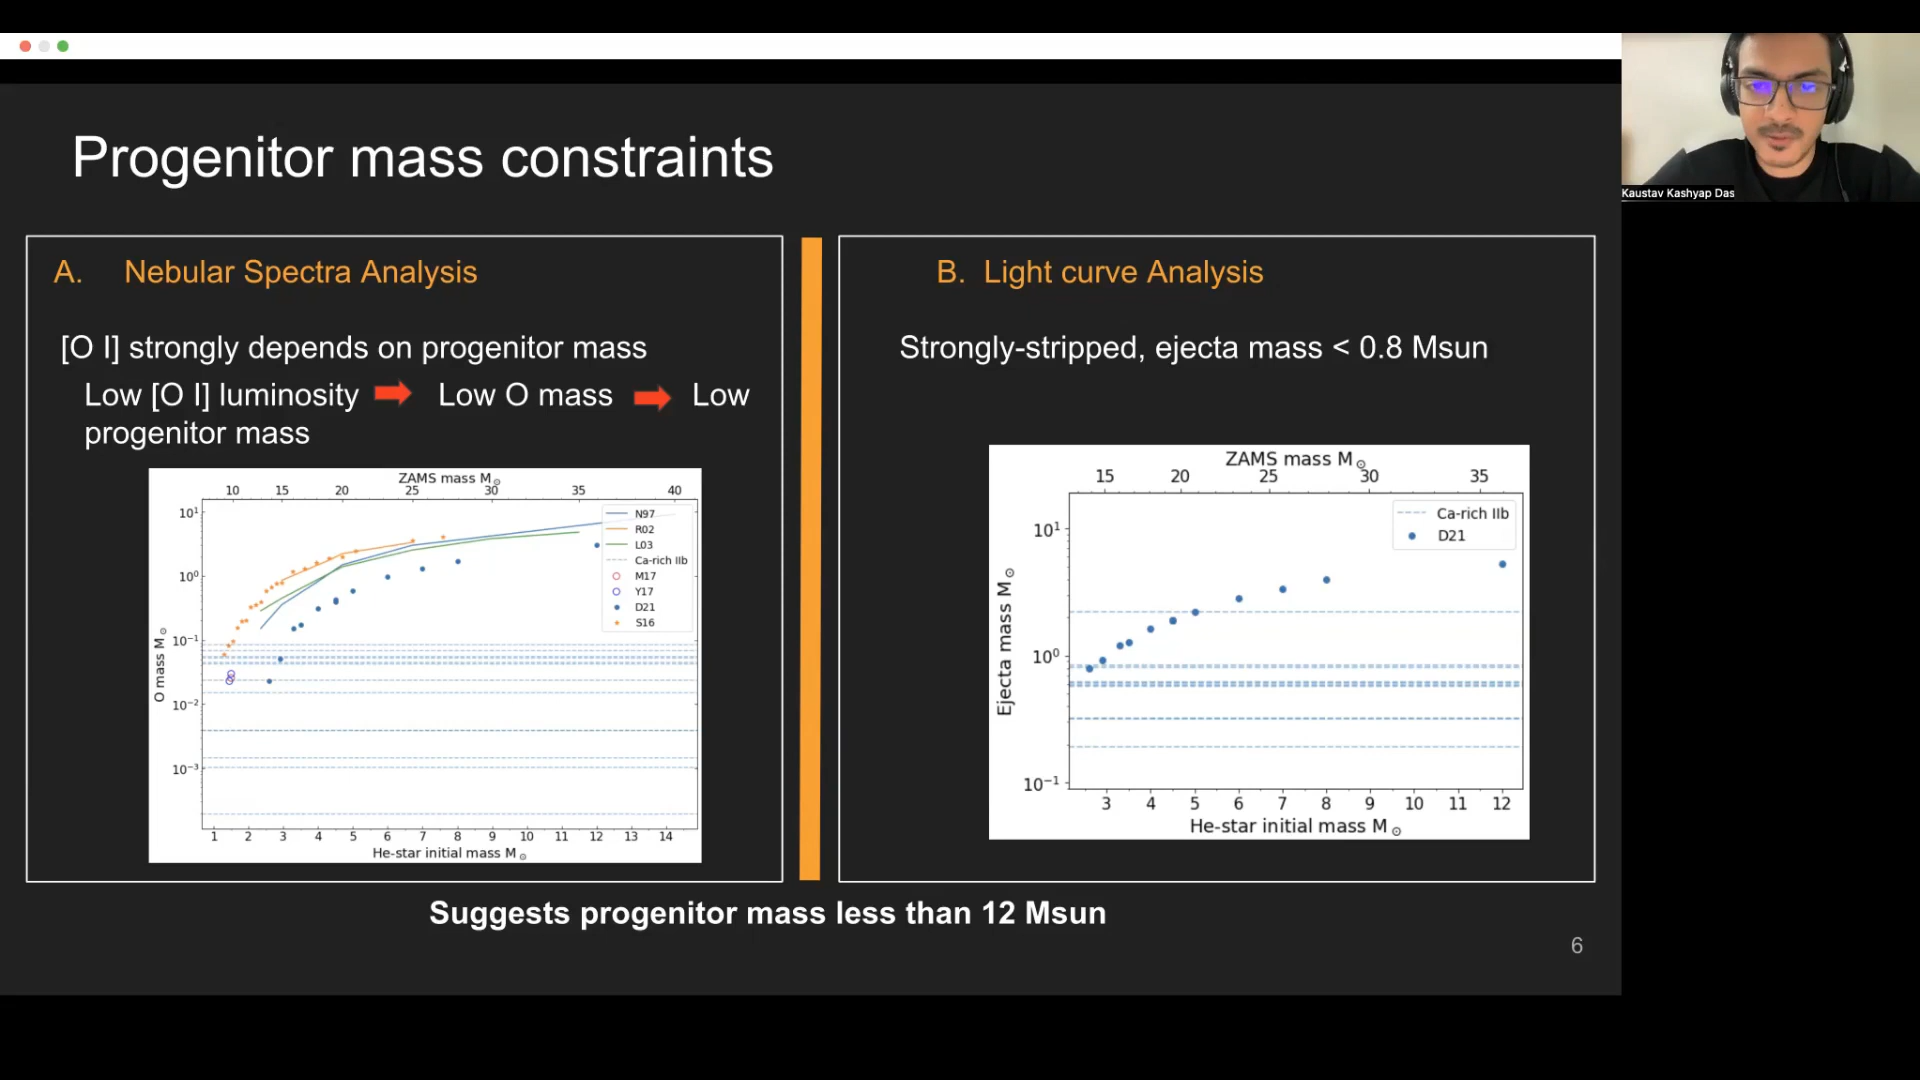 Progenitor mass constraints
Kaustav Kashyap Das
A. Nebular Spectra Analysis
[O I] strongly depends on progenitor mass
Low [O I] luminosity Low O mass Low
progenitor mass
ZAMS mass M⊙
10 15 20 25 30 35 40
10¹
10⁰
10⁻¹
10⁻²
10⁻³
O mass M⊙
N97
R02
L03
Ca-rich IIb
M17
Y17
D21
S16
1 2 3 4 5 6 7 8 9 10 11 12 13 14
He-star initial mass M⊙
B. Light curve Analysis
Strongly-stripped, ejecta mass < 0.8 Msun
ZAMS mass M⊙
15 20 25 30 35
10¹
10⁰
10⁻¹
Ejecta mass M⊙
Ca-rich IIb
D21
3 4 5 6 7 8 9 10 11 12
He-star initial mass M⊙
Suggests progenitor mass less than 12 Msun
6